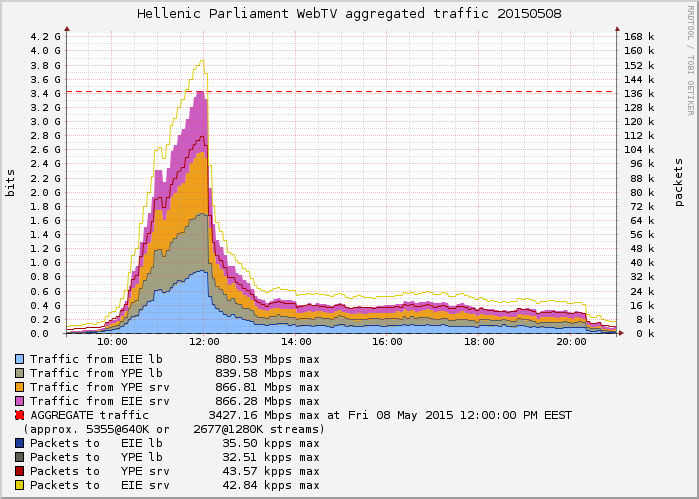 Hellenic Parliament WebTV aggregated traffic 20150508
RRDTOOL / TOBI OETIKER
bits
4.2 G
4.0 G
3.8 G
3.6 G
3.4 G
3.2 G
3.0 G
2.8 G
2.6 G
2.4 G
2.2 G
2.0 G
1.8 G
1.6 G
1.4 G
1.2 G
1.0 G
0.8 G
0.6 G
0.4 G
0.2 G
0.0
168 k
160 k
152 k
144 k
136 k
128 k
120 k
112 k
104 k
96 k
88 k
80 k
72 k
64 k
56 k
48 k
40 k
32 k
24 k
16 k
8 k
0 k
packets
10:00 12:00 14:00 16:00 18:00 20:00
Traffic from EIE lb 880.53 Mbps max
Traffic from YPE lb 839.58 Mbps max
Traffic from YPE srv 866.81 Mbps max
Traffic from EIE srv 866.28 Mbps max
AGGREGATE traffic 3427.16 Mbps max at Fri 08 May 2015 12:00:00 PM EEST
(approx. 5355@640K or 2677@1280K streams)
Packets to EIE lb 35.50 kpps max
Packets to YPE lb 32.51 kpps max
Packets to YPE srv 43.57 kpps max
Packets to EIE srv 42.84 kpps max